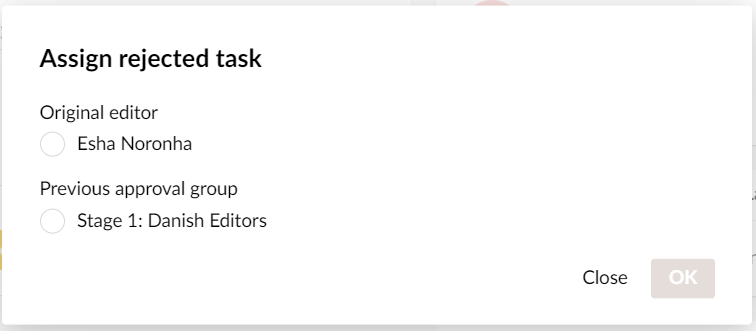 Assign rejected task
Original editor
Esha Noronha
Previous approval group
Stage 1: Danish Editors
Close OK